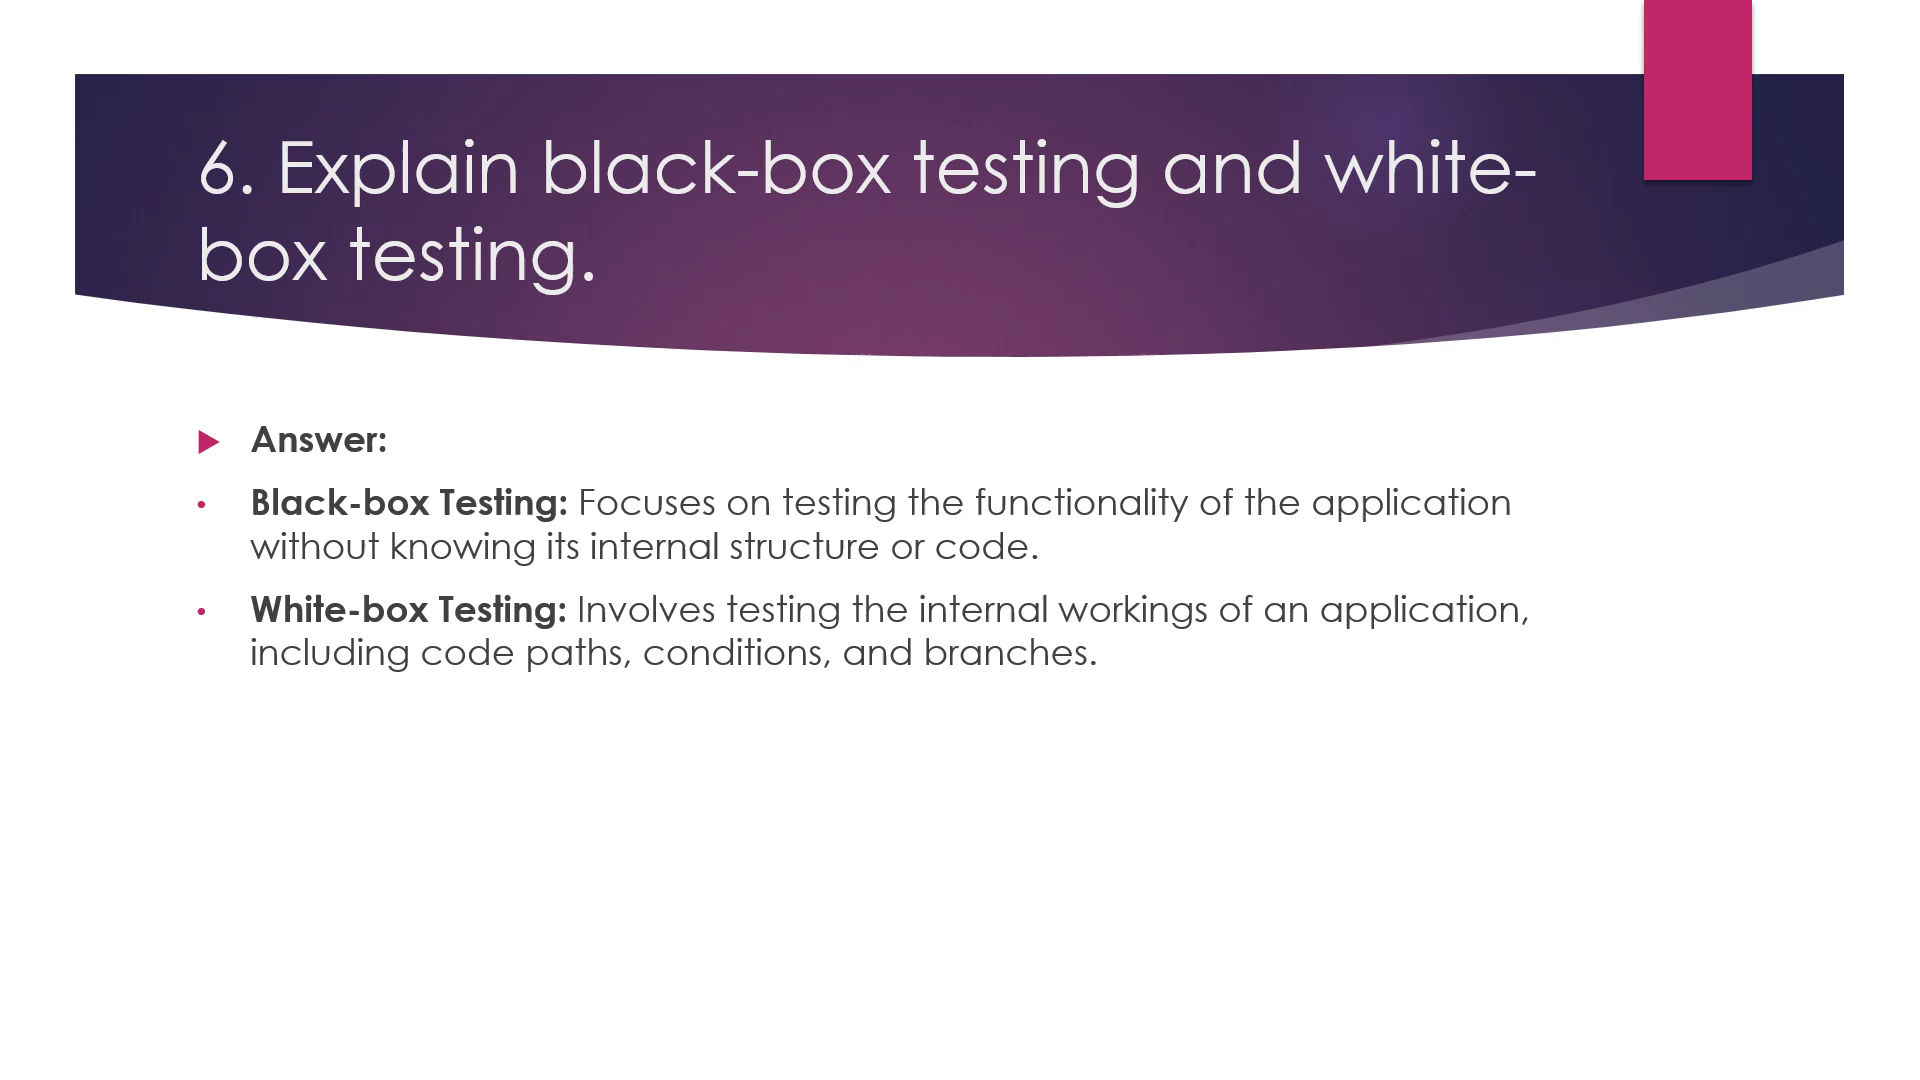 6. Explain black-box testing and white-
box testing.
Answer:
• Black-box Testing: Focuses on testing the functionality of the application
without knowing its internal structure or code.
• White-box Testing: Involves testing the internal workings of an application,
including code paths, conditions, and branches.